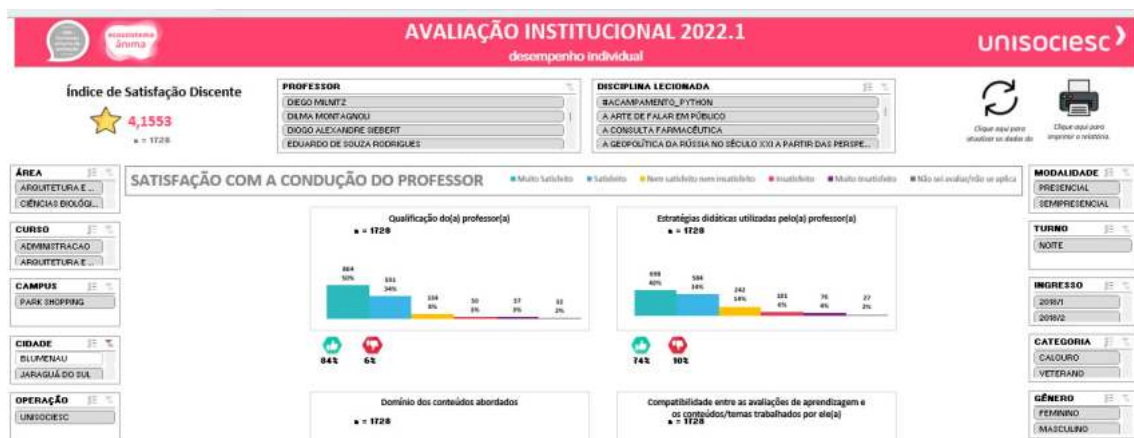 AVALIAÇÃO INSTITUCIONAL 2022.1
desempenho individual
ecossistema
ânima
unisociesc
Índice de Satisfação Discente
4,1553
n = 1728
PROFESSOR
DIEGO MILNITZ
DILMA MONTAGNOLI
DIOGO ALEXANDRE SIEBERT
EDUARDO DE SOUZA RODRIGUES
DISCIPLINA LECIONADA
#ACAMPAMENTO_PYTHON
A ARTE DE FALAR EM PÚBLICO
A CONSULTA FARMACÊUTICA
A GEOPOLÍTICA DA RÚSSIA NO SÉCULO XXI A PARTIR DAS PERSPE...
Clique aqui para
atualizar os dados do
Clique aqui para
imprimir o relatório.
ÁREA
ARQUITETURA E ...
CIÊNCIAS BIOLÓGI...
CURSO
ADMINISTRACAO
ARQUITETURA E ...
CAMPUS
PARK SHOPPING
CIDADE
BLUMENAU
JARAGUÁ DO SUL
OPERAÇÃO
UNISOCIESC
SATISFAÇÃO COM A CONDUÇÃO DO PROFESSOR
Muito Satisfeito
Satisfeito
Nem satisfeito nem insatisfeito
Insatisfeito
Muito Insatisfeito
Não sei avaliar/não se aplica
Qualificação do(a) professor(a)
n = 1728
864
50%
34%
84%
6%
Estratégias didáticas utilizadas pelo(a) professor(a)
n = 1728
698
40%
34%
242
14%
74%
10%
Domínio dos conteúdos abordados
n = 1728
Compatibilidade entre as avaliações de aprendizagem e
os conteúdos/temas trabalhados por ele(a)
n = 1728
MODALIDADE
PRESENCIAL
SEMIPRESENCIAL
TURNO
NOITE
INGRESSO
2018/1
2018/2
CATEGORIA
CALOURO
VETERANO
GÊNERO
FEMININO
MASCULINO